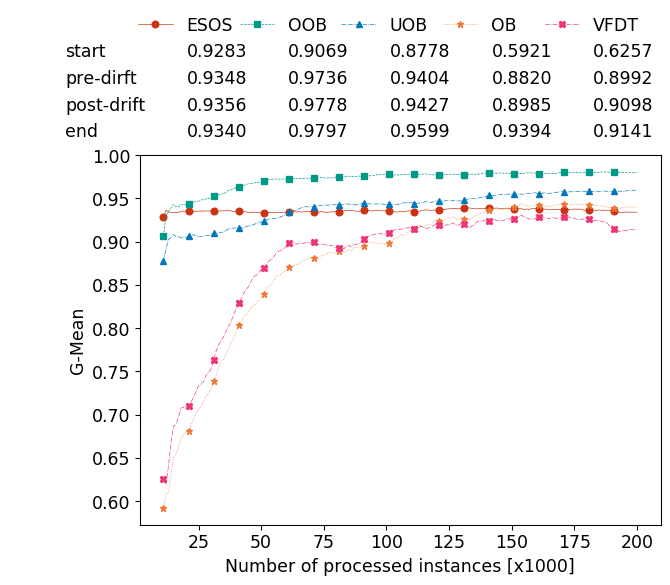 ESOS OOB UOB OB VFDT
start 0.9283 0.9069 0.8778 0.5921 0.6257
pre-dirft 0.9348 0.9736 0.9404 0.8820 0.8992
post-drift 0.9356 0.9778 0.9427 0.8985 0.9098
end 0.9340 0.9797 0.9599 0.9394 0.9141
1.00
0.95
0.90
0.85
0.80
0.75
0.70
0.65
0.60
G-Mean
25 50 75 100 125 150 175 200
Number of processed instances [x1000]